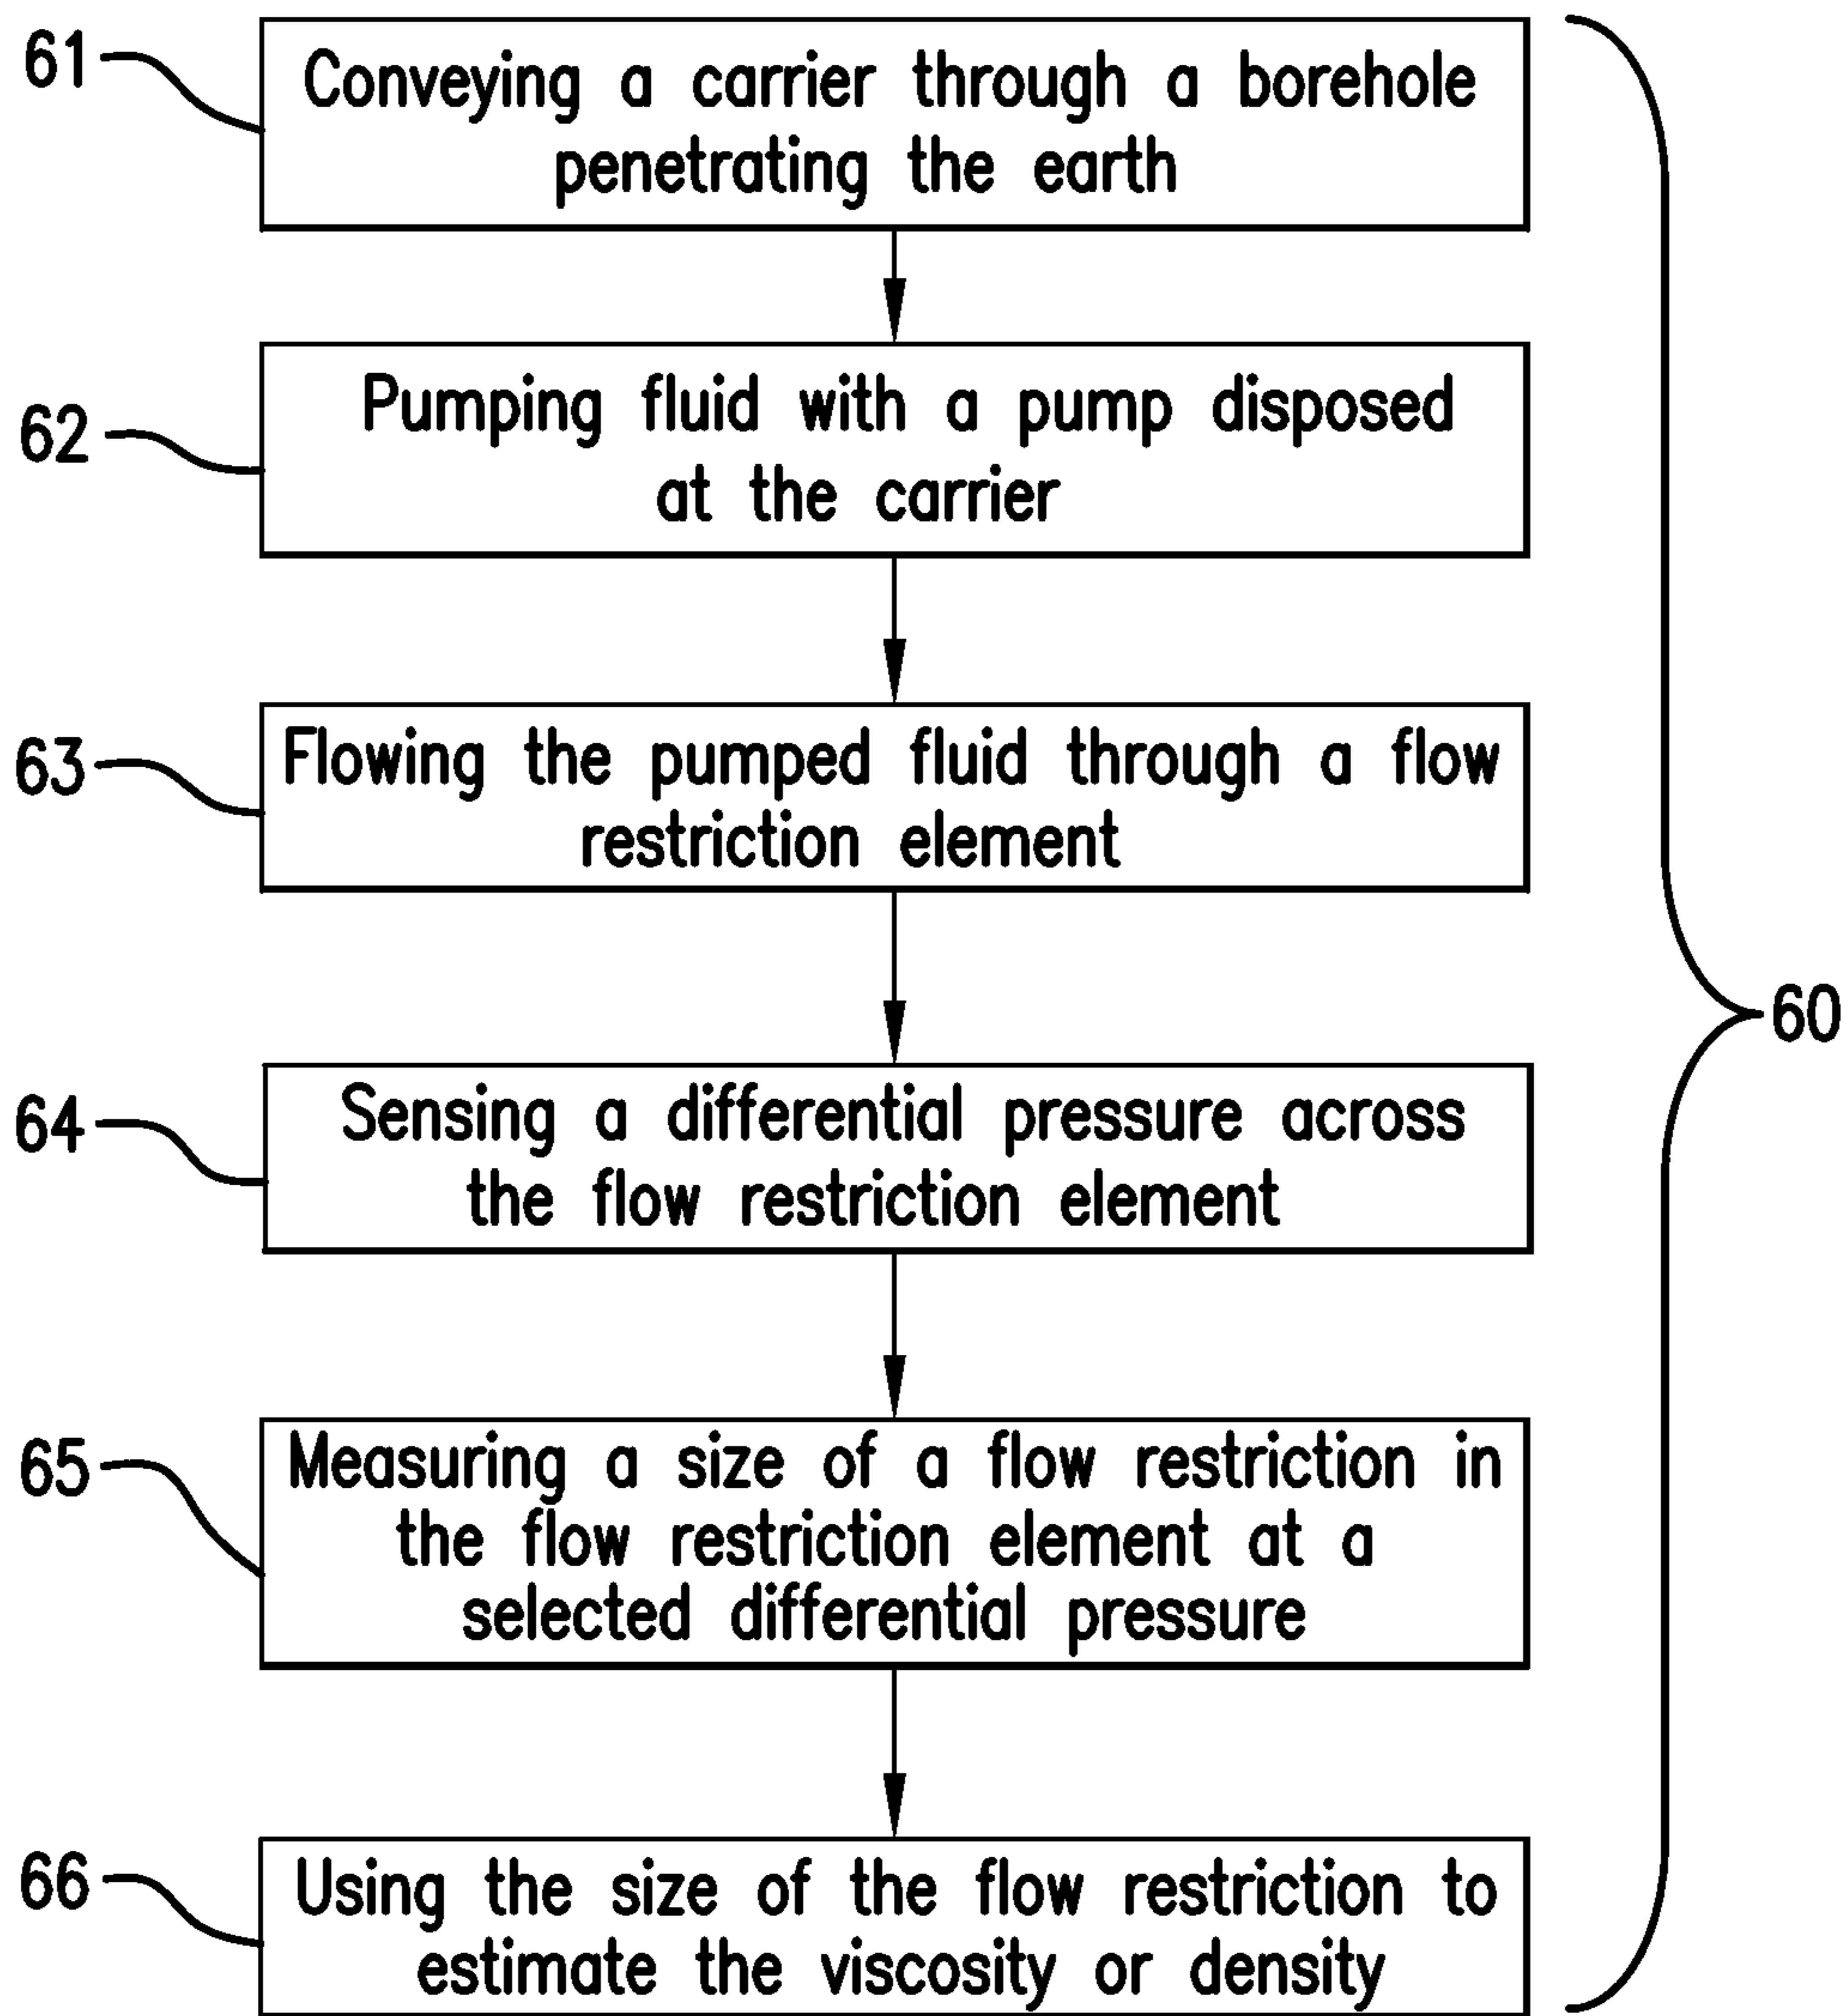 61
Conveying a carrier through a borehole
penetrating the earth
62
Pumping fluid with a pump disposed
at the carrier
63
Flowing the pumped fluid through a flow
restriction element
60
64
Sensing a differential pressure across
the flow restriction element
65
Measuring a size of a flow restriction in
the flow restriction element at a
selected differential pressure
66
Using the size of the flow restriction to
estimate the viscosity or density